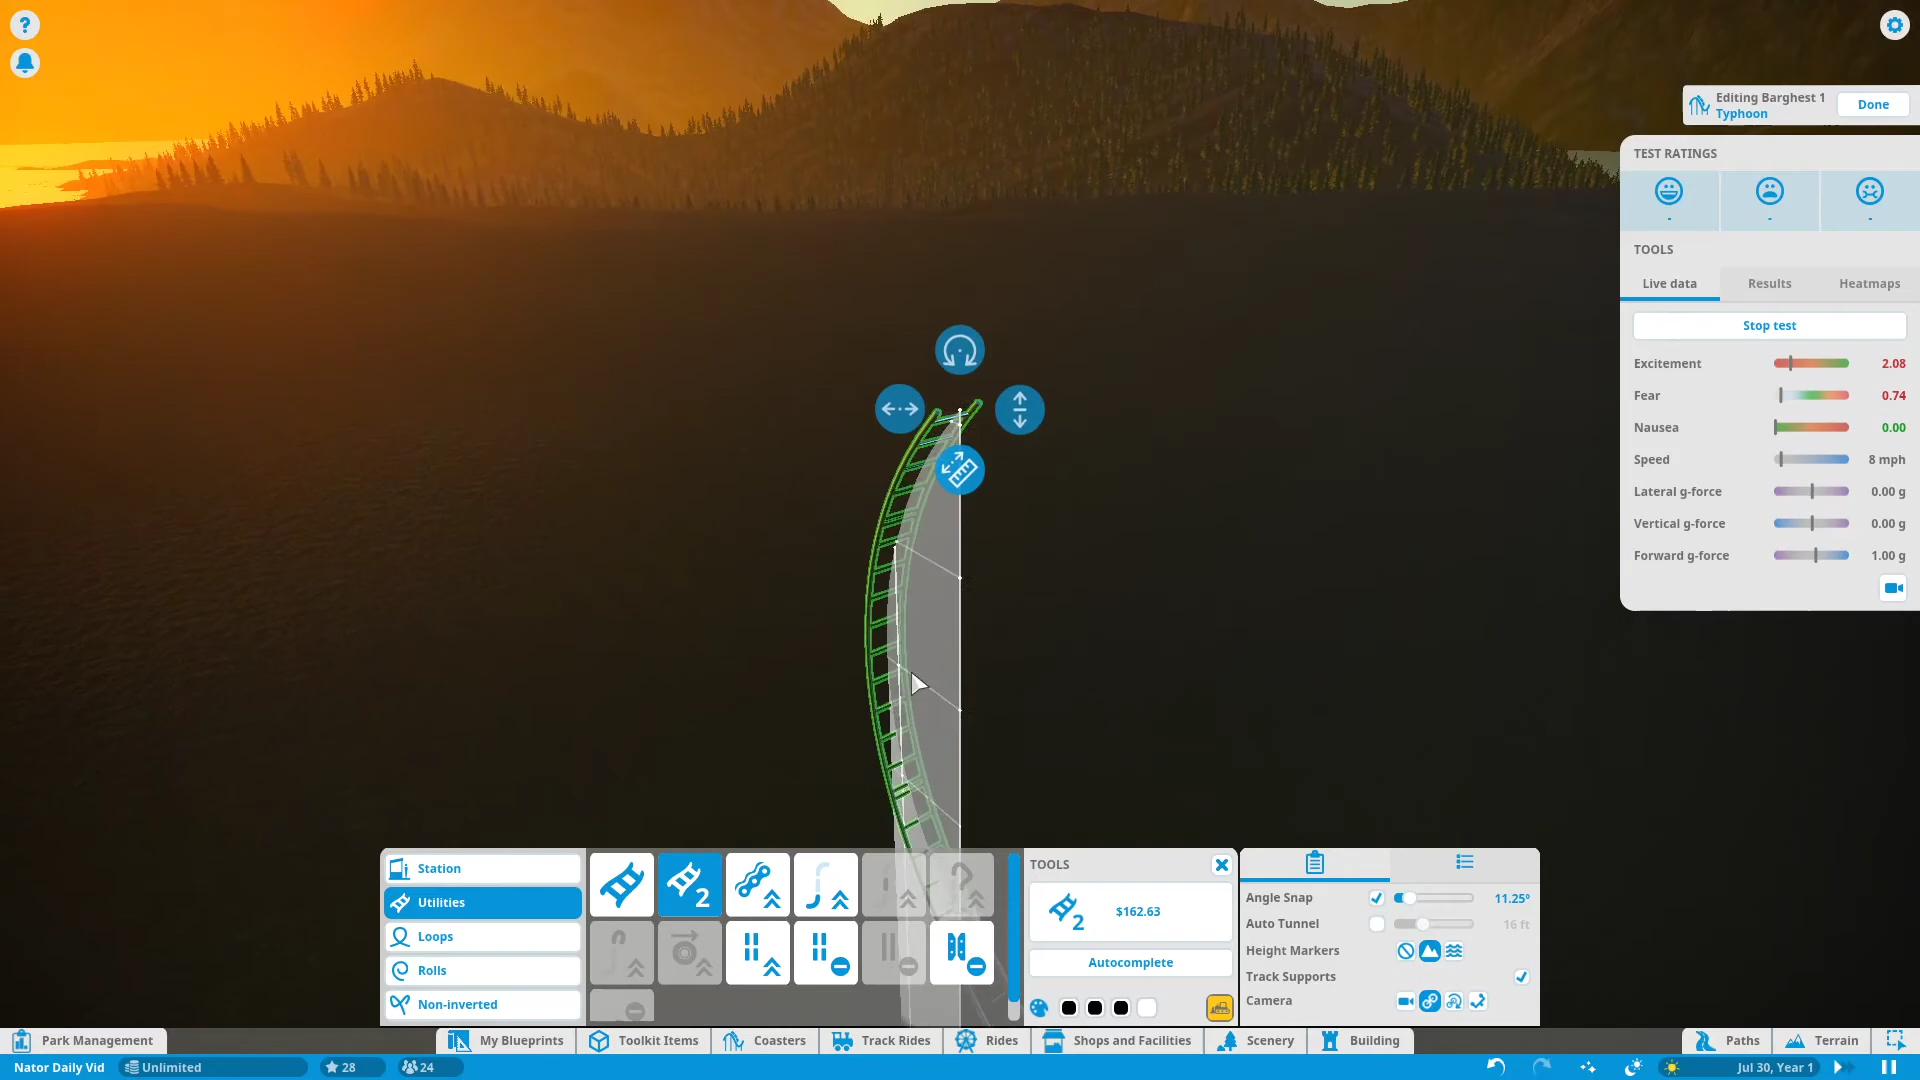 ?
Editing Barghest 1
Typhoon
Done
TEST RATINGS
-
-
-
TOOLS
Live data
Results
Heatmaps
Stop test
Excitement
2.08
Fear
0.74
Nausea
0.00
Speed
8 mph
Lateral g-force
0.00 g
Vertical g-force
0.00 g
Forward g-force
1.00 g
Station
Utilities
Loops
Rolls
Non-inverted
2
TOOLS
2
$162.63
Autocomplete
Angle Snap
11.25°
Auto Tunnel
16 ft
Height Markers
Track Supports
Camera
Park Management
My Blueprints
Toolkit Items
Coasters
Track Rides
Rides
Shops and Facilities
Scenery
Building
Paths
Terrain
Nator Daily Vid
Unlimited
28
24
Jul 30, Year 1